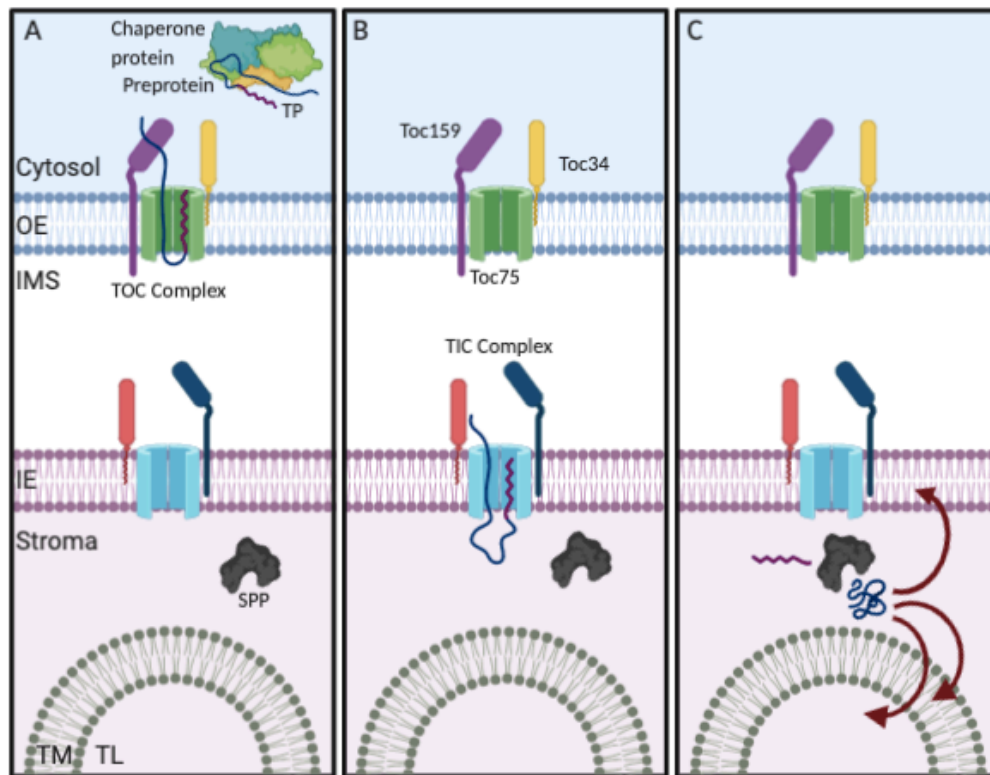 A
Chaperone
protein
Preprotein
TP
Cytosol
OE
IMS
TOC Complex
IE
Stroma
SPP
TM TL
B
Toc159
Toc34
Toc75
TIC Complex
C